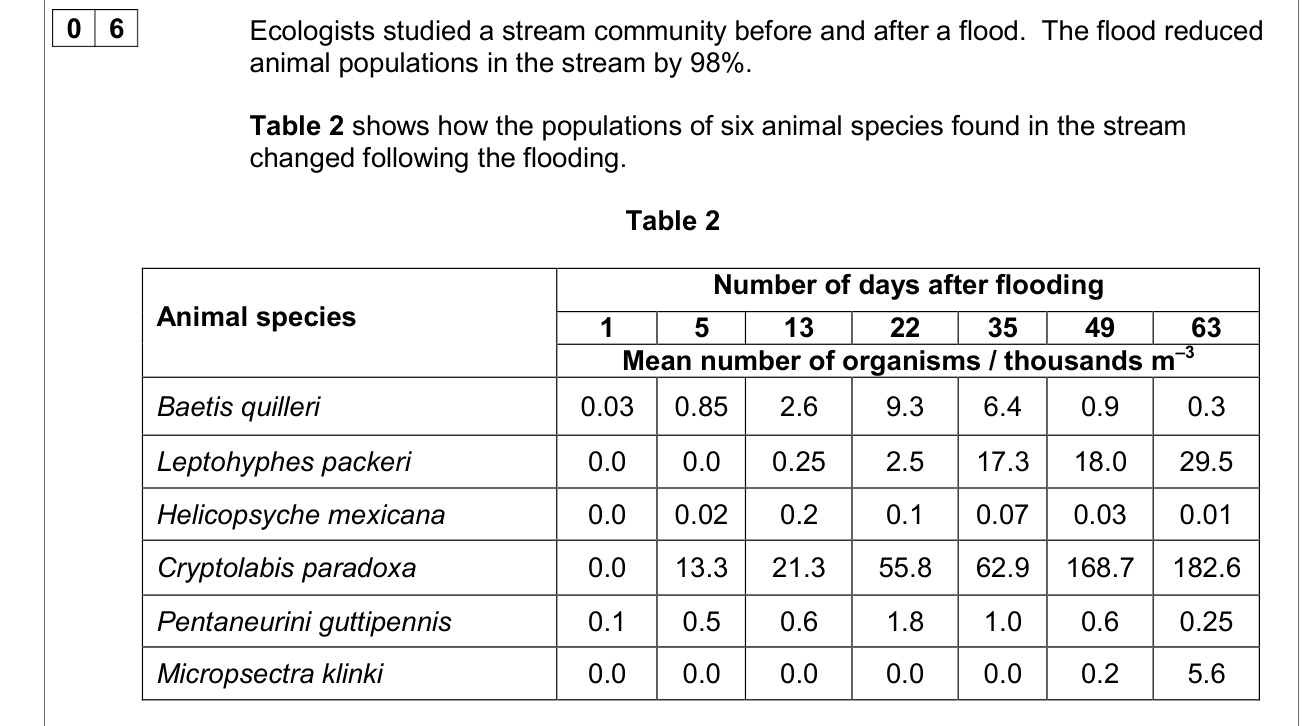 0 6
Ecologists studied a stream community before and after a flood. The flood reduced
animal populations in the stream by 98%.
Table 2 shows how the populations of six animal species found in the stream
changed following the flooding.
Table 2
Animal species
Number of days after flooding
1 5 13 22 35 49 63
Mean number of organisms / thousands m⁻³
Baetis quilleri 0.03 0.85 2.6 9.3 6.4 0.9 0.3
Leptohyphes packeri 0.0 0.0 0.25 2.5 17.3 18.0 29.5
Helicopsyche mexicana 0.0 0.02 0.2 0.1 0.07 0.03 0.01
Cryptolabis paradoxa 0.0 13.3 21.3 55.8 62.9 168.7 182.6
Pentaneurini guttipennis 0.1 0.5 0.6 1.8 1.0 0.6 0.25
Micropsectra klinki 0.0 0.0 0.0 0.0 0.0 0.2 5.6